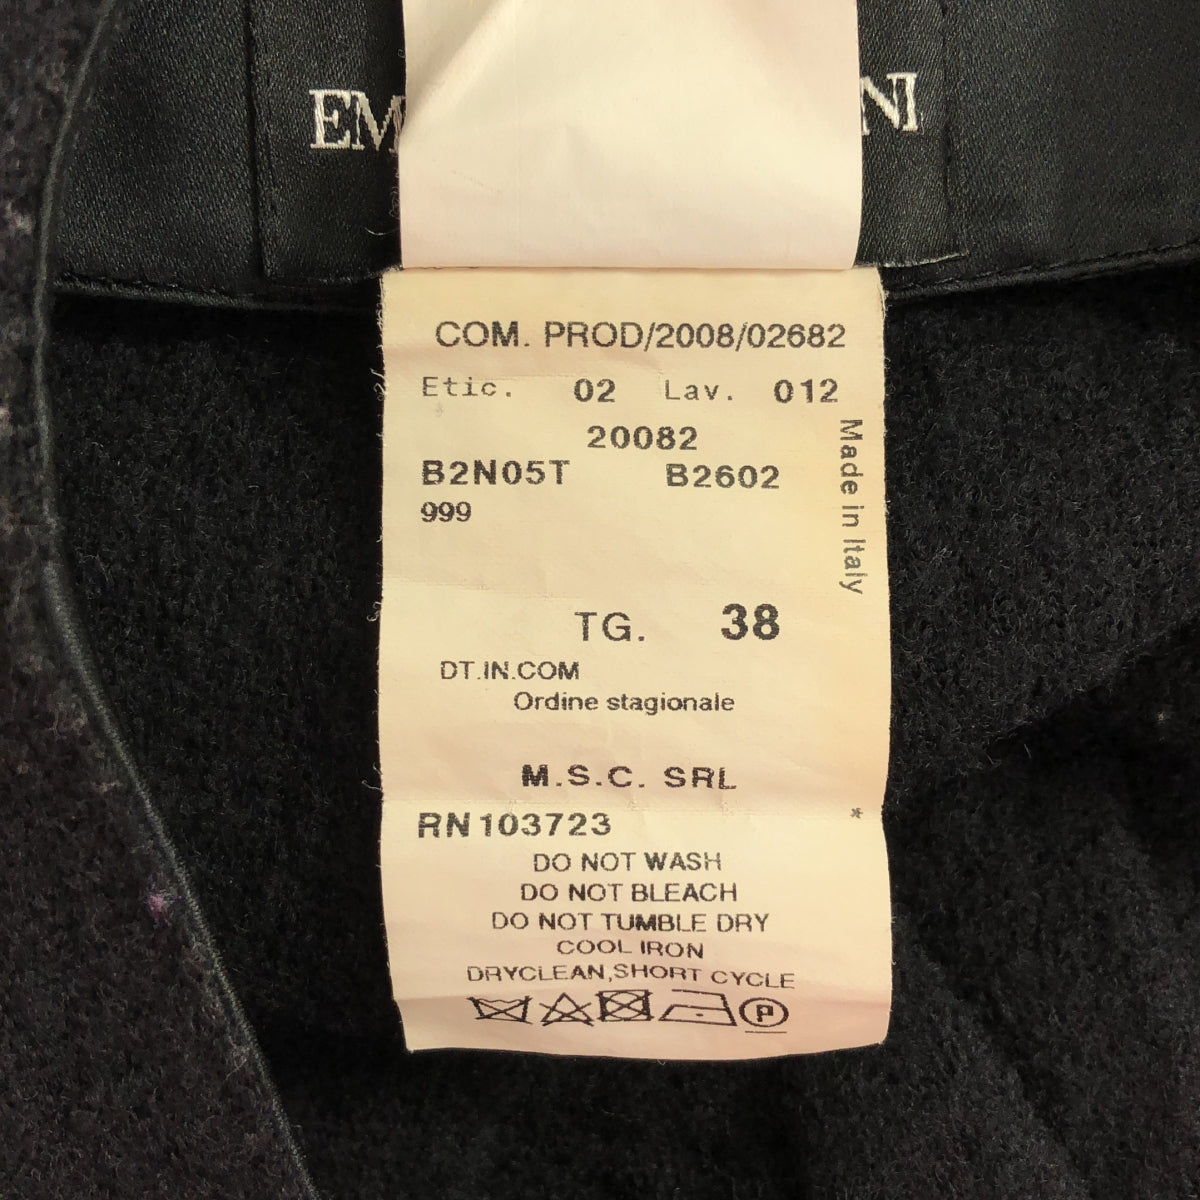 COM. PROD/2008/02682
Etic. 02 Lav. 012
20082
B2N05T B2602
999
Made in Italy
TG. 38
DT.IN.COM
Ordine stagionale
M.S.C. SRL
RN 103723 *
DO NOT WASH
DO NOT BLEACH
DO NOT TUMBLE DRY
COOL IRON
DRYCLEAN,SHORT CYCLE
P